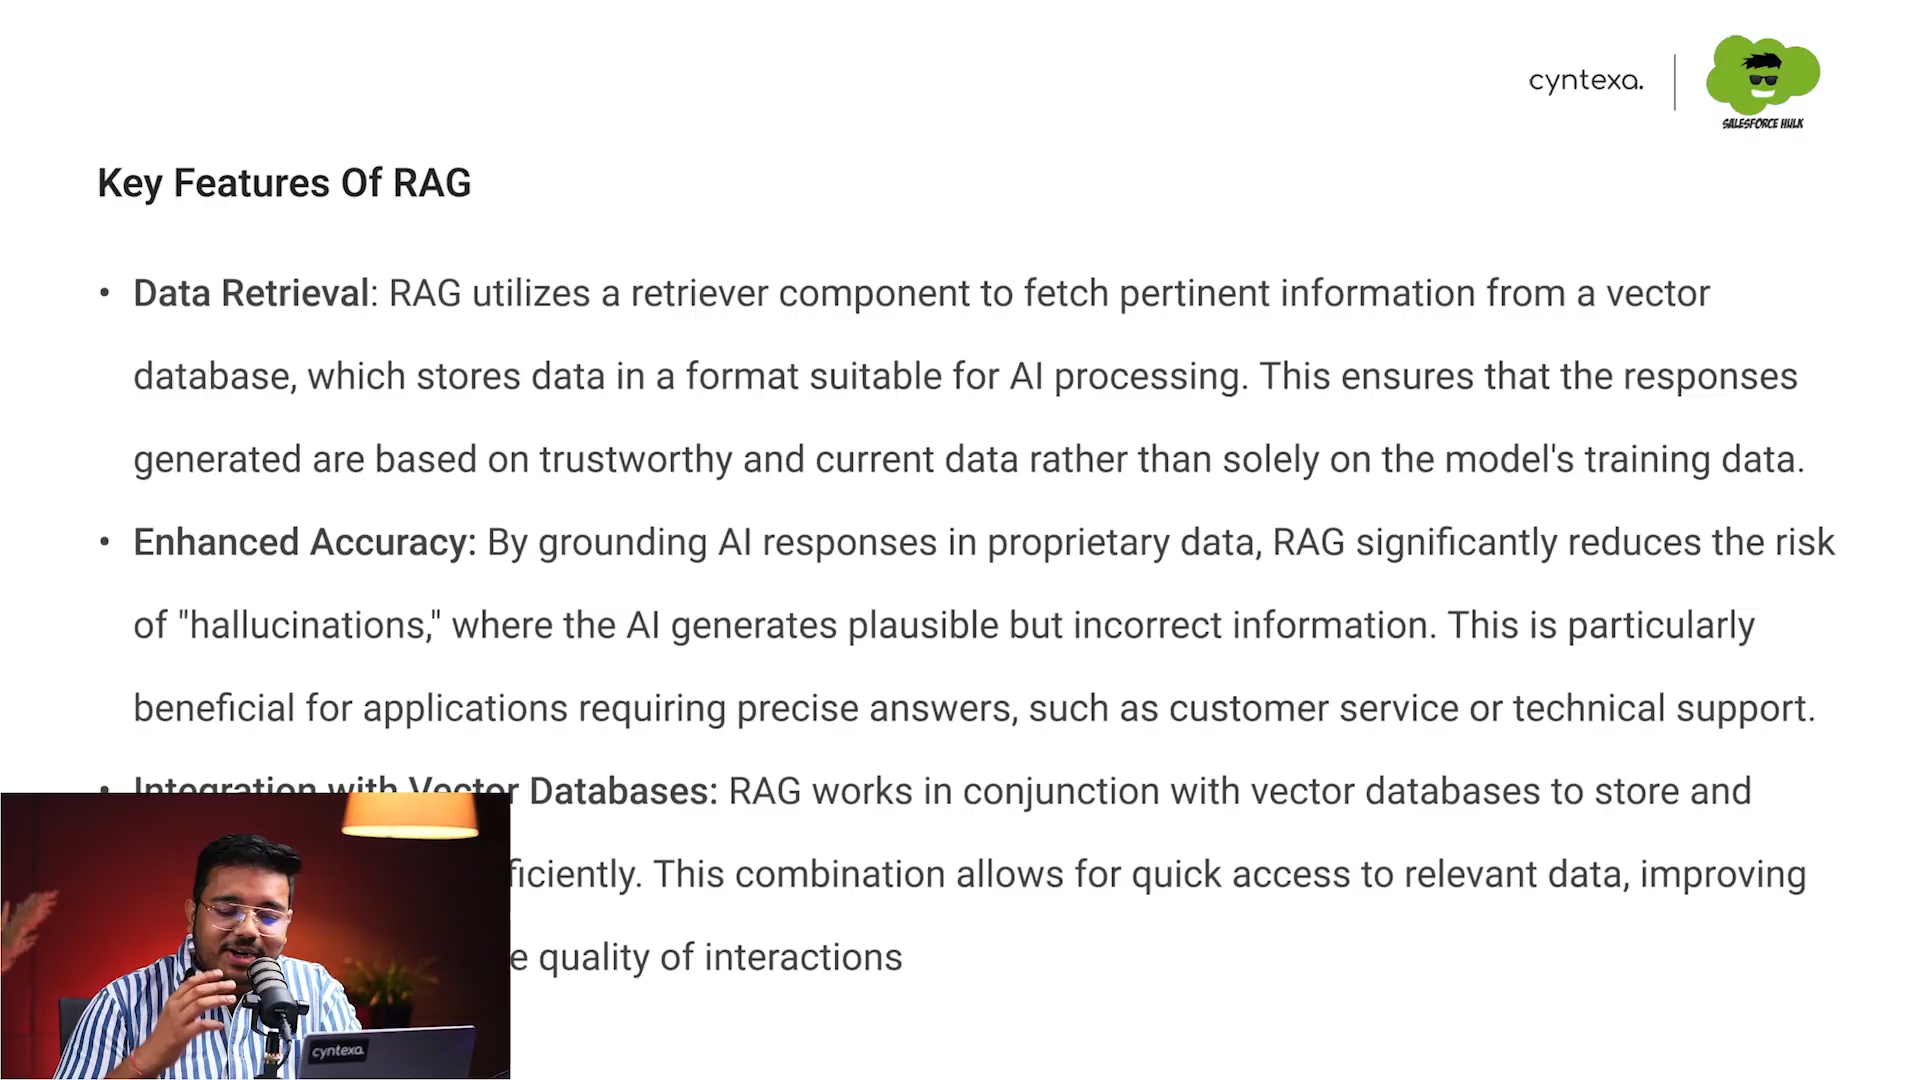 cyntexa.
SALESFORCE HULK
Key Features Of RAG
• Data Retrieval: RAG utilizes a retriever component to fetch pertinent information from a vector
database, which stores data in a format suitable for AI processing. This ensures that the responses
generated are based on trustworthy and current data rather than solely on the model's training data.
• Enhanced Accuracy: By grounding AI responses in proprietary data, RAG significantly reduces the risk
of "hallucinations," where the AI generates plausible but incorrect information. This is particularly
beneficial for applications requiring precise answers, such as customer service or technical support.
• Integration with Vector Databases: RAG works in conjunction with vector databases to store and
ficiently. This combination allows for quick access to relevant data, improving
e quality of interactions
cyntexa.